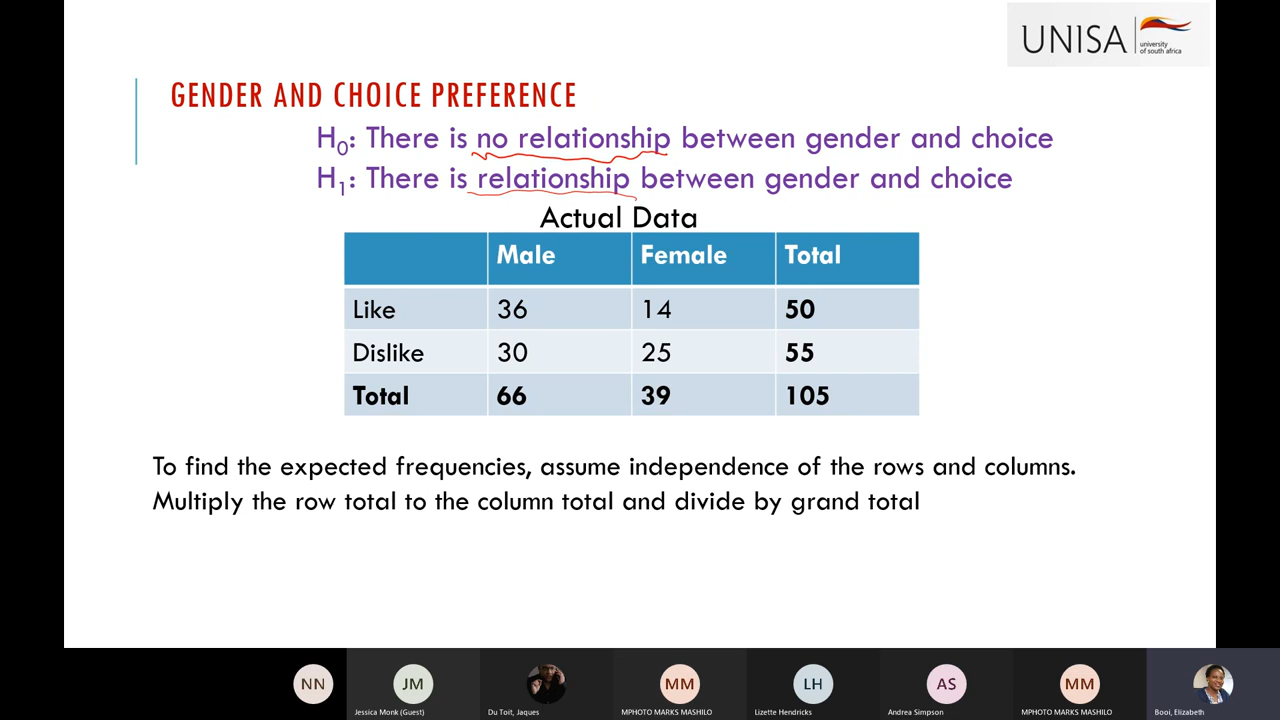 UNISA
university
of south africa
GENDER AND CHOICE PREFERENCE
H0: There is no relationship between gender and choice
H1: There is relationship between gender and choice
Actual Data
Male Female Total
Like 36 14 50
Dislike 30 25 55
Total 66 39 105
To find the expected frequencies, assume independence of the rows and columns.
Multiply the row total to the column total and divide by grand total
NN JM MM LH AS MM
Jessica Monk (Guest) Du Toit, Jaques MPHOTO MARKS MASHILO Lizette Hendricks Andrea Simpson MPHOTO MARKS MASHILO Booi, Elizabeth